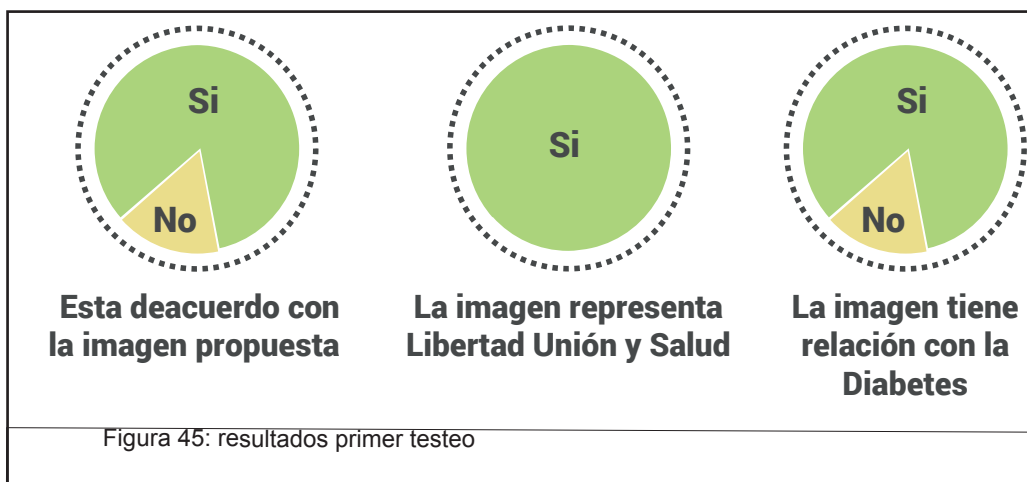 Si
No
Esta deacuerdo con
la imagen propuesta
Si
La imagen representa
Libertad Unión y Salud
Si
No
La imagen tiene
relación con la
Diabetes
Figura 45: resultados primer testeo